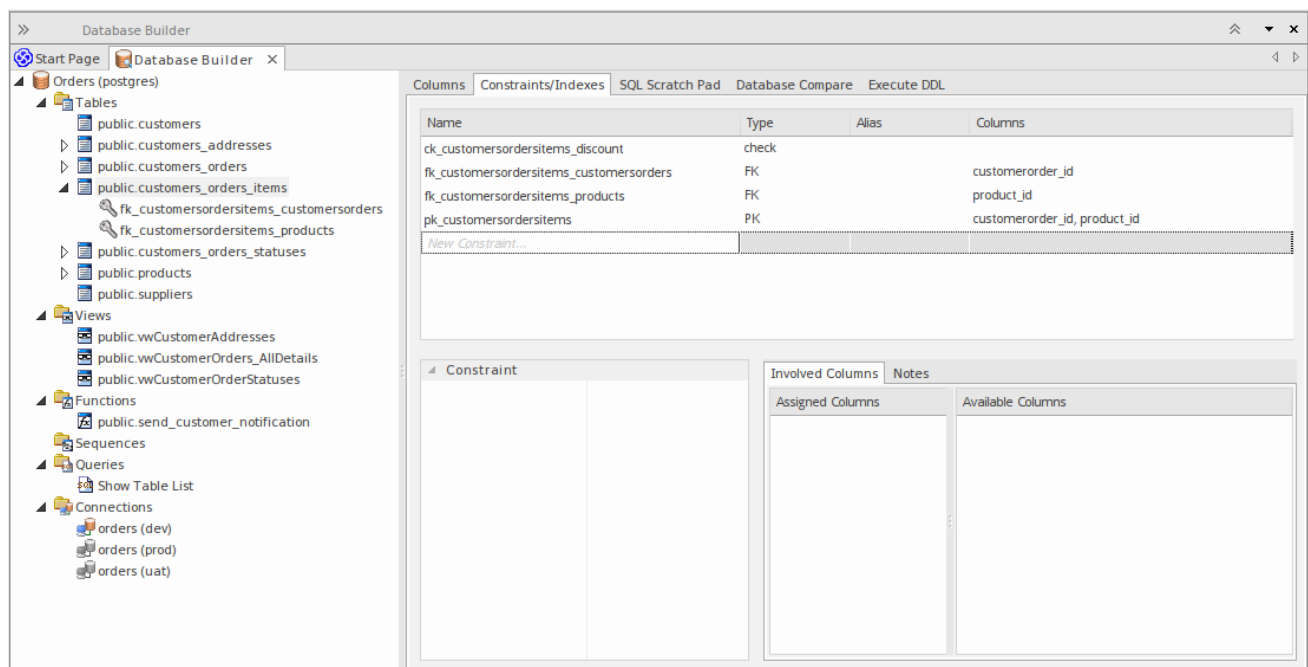 Database Builder
Start Page Database Builder
Orders (postgres)
Tables
public.customers
public.customers_addresses
public.customers_orders
public.customers_orders_items
fk_customersordersitems_customersorders
fk_customersordersitems_products
public.customers_orders_statuses
public.products
public.suppliers
Views
public.vwCustomerAddresses
public.vwCustomerOrders_AllDetails
public.vwCustomerOrderStatuses
Functions
public.send_customer_notification
Sequences
Queries
Show Table List
Connections
orders (dev)
orders (prod)
orders (uat)
Columns Constraints/Indexes SQL Scratch Pad Database Compare Execute DDL
Name Type Alias Columns
ck_customersordersitems_discount check
fk_customersordersitems_customersorders FK customerorder_id
fk_customersordersitems_products FK product_id
pk_customersordersitems PK customerorder_id, product_id
New Constraint...
Constraint
Involved Columns Notes
Assigned Columns Available Columns